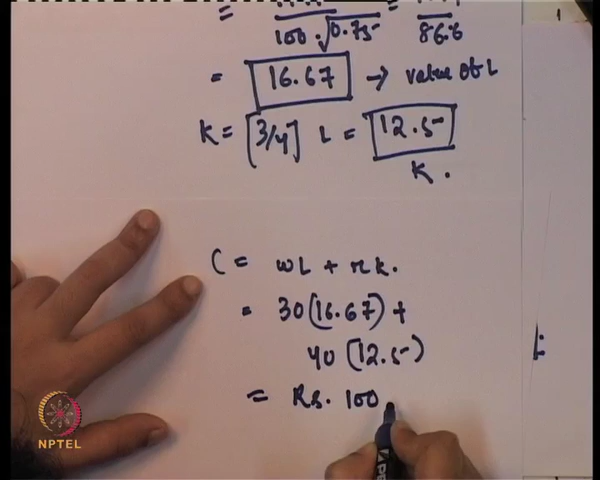 =
100.√0.75 = 86.6
= 16.67 → value of L
K = [3/4] L = 12.5
K.
C = wL + rk.
= 30(16.67) +
40(12.5)
= Rs. 100
NPTEL